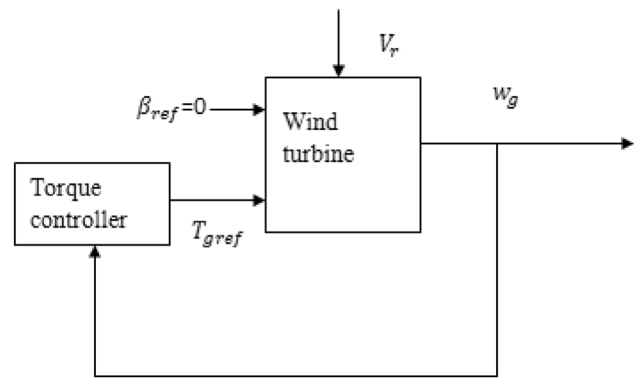 V_r
w_g
β_ref=0
Wind
turbine
Torque
controller
T_gref